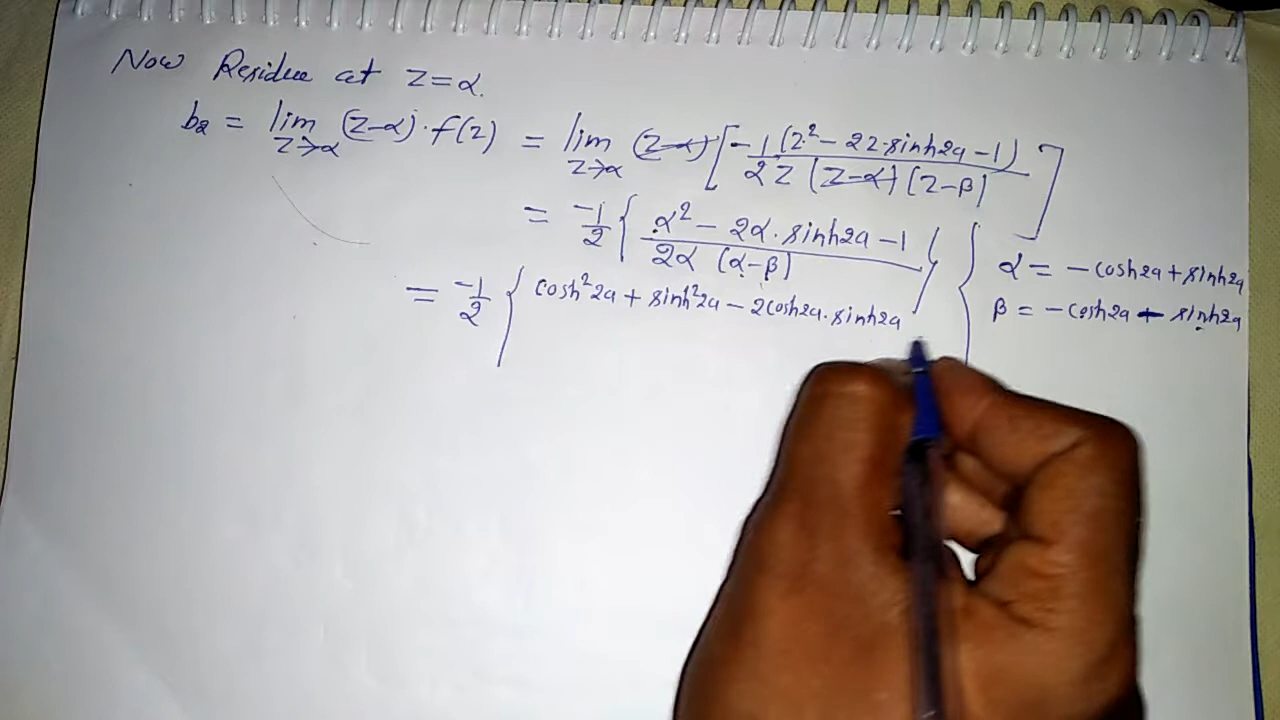 Now Residue at z=α.
b₂ = lim z→α (z-α)·f(z) = lim z→α (z-α) [ -1/2 (z² - 2z·sinh2a - 1) / z (z-α) (z-β) ]
= -1/2 { α² - 2α·sinh2a - 1 / 2α (α-β) }
α = -cosh2a + sinh2a
= -1/2 { cosh²2a + sinh²2a - 2cosh2a·sinh2a
β = -cosh2a - sinh2a